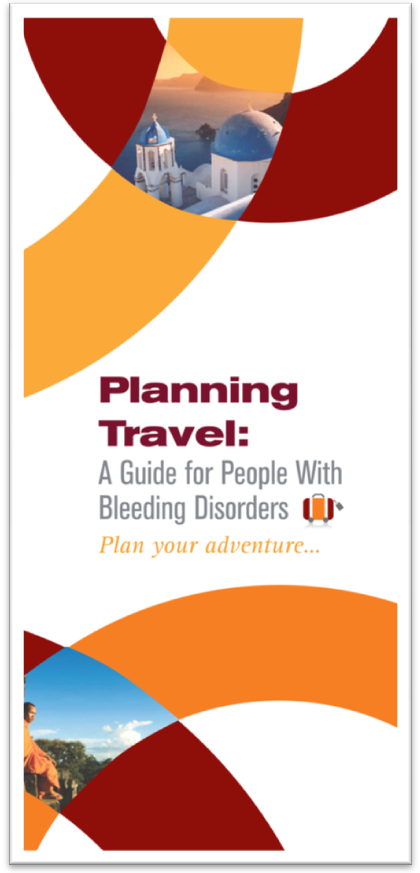 Planning
Travel:
A Guide for People With
Bleeding Disorders
Plan your adventure...